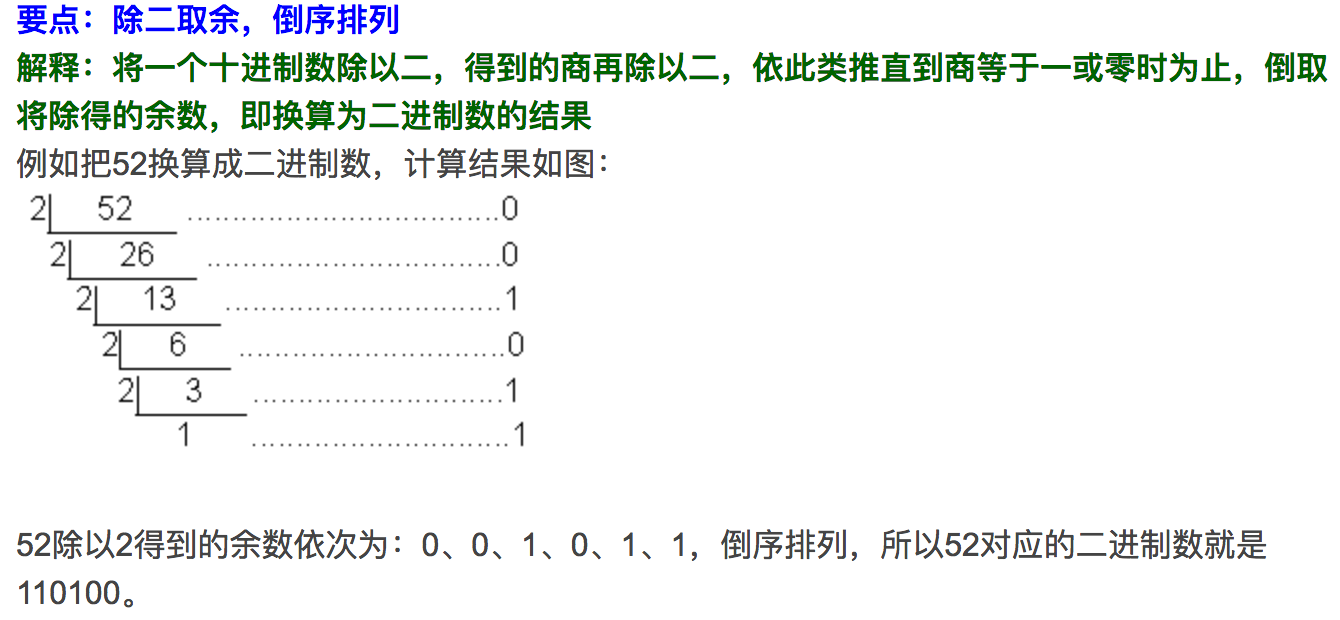 要点：除二取余，倒序排列
解释：将一个十进制数除以二，得到的商再除以二，依此类推直到商等于一或零时为止，倒取
将除得的余数，即换算为二进制数的结果
例如把52换算成二进制数，计算结果如图：
2 52 ..................................0
2 26 ................................0
2 13 ..............................1
2 6 .............................0
2 3 ...........................1
1 ............................1
52除以2得到的余数依次为：0、0、1、0、1、1，倒序排列，所以52对应的二进制数就是
110100。